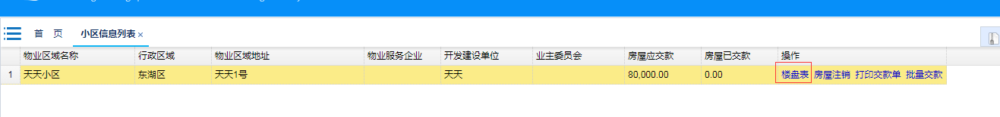 首 页 小区信息列表 ×
物业区域名称 行政区域 物业区域地址 物业服务企业 开发建设单位 业主委员会 房屋应交款 房屋已交款 操作
1 天天小区 东湖区 天天1号 天天 80,000.00 0.00 楼盘表 房屋注销 打印交款单 批量交款